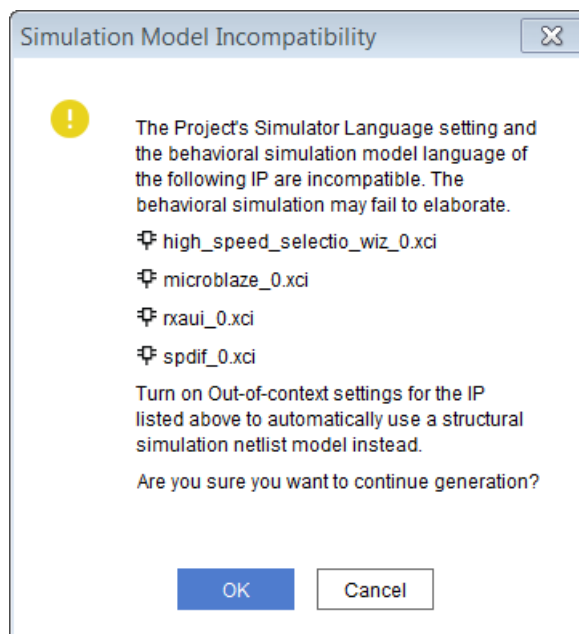 Simulation Model Incompatibility
The Project's Simulator Language setting and
the behavioral simulation model language of
the following IP are incompatible. The
behavioral simulation may fail to elaborate.
high_speed_selectio_wiz_0.xci
microblaze_0.xci
rxaui_0.xci
spdif_0.xci
Turn on Out-of-context settings for the IP
listed above to automatically use a structural
simulation netlist model instead.
Are you sure you want to continue generation?
OK
Cancel